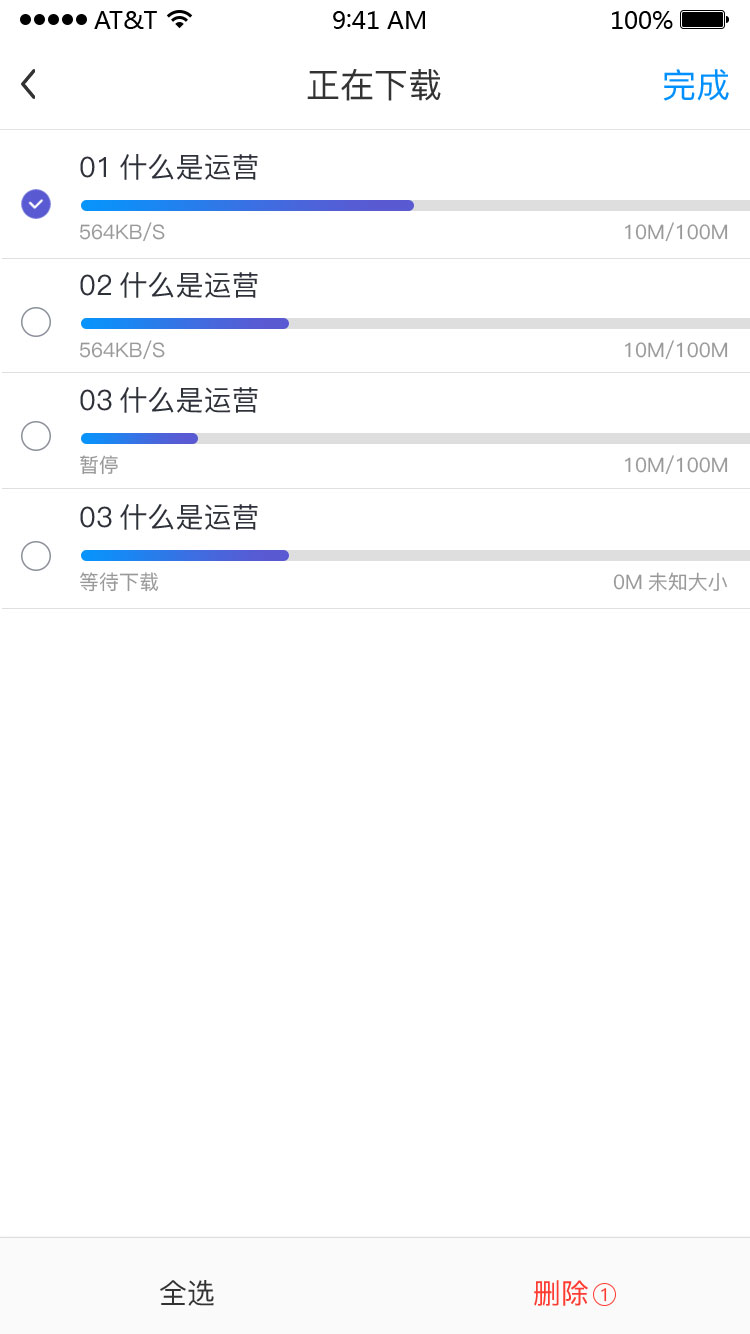 AT&T 9:41 AM 100%
正在下载 完成
01 什么是运营
564KB/S 10M/100M
02 什么是运营
564KB/S 10M/100M
03 什么是运营
暂停 10M/100M
03 什么是运营
等待下载 0M 未知大小
全选 删除①